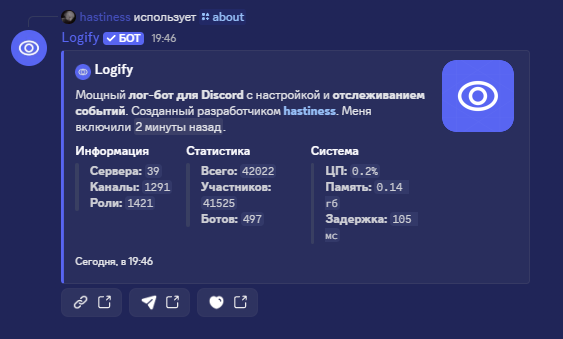 hastiness использует about
Logify БОТ 19:46
Logify
Мощный лог-бот для Discord с настройкой и отслеживанием
событий. Созданный разработчиком hastiness. Меня
включили 2 минуты назад.
Информация Статистика Система
Сервера: 39 Всего: 42022 ЦП: 0.2%
Каналы: 1291 Участников: Память: 0.14
Роли: 1421 41525 гб
Ботов: 497 Задержка: 105
мс
Сегодня, в 19:46